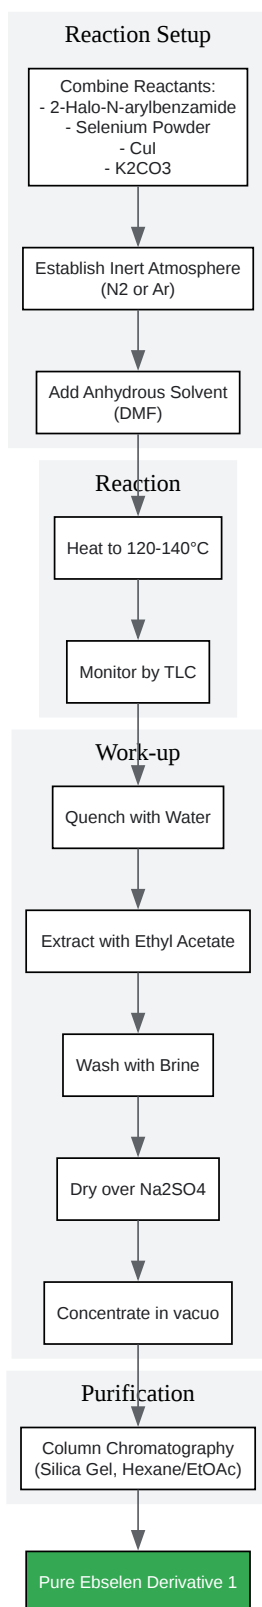 Reaction Setup
Combine Reactants:
- 2-Halo-N-arylbenzamide
- Selenium Powder
- CuI
- K2CO3
Establish Inert Atmosphere
(N2 or Ar)
Add Anhydrous Solvent
(DMF)
Reaction
Heat to 120-140°C
Monitor by TLC
Work-up
Quench with Water
Extract with Ethyl Acetate
Wash with Brine
Dry over Na2SO4
Concentrate in vacuo
Purification
Column Chromatography
(Silica Gel, Hexane/EtOAc)
Pure Ebselen Derivative 1